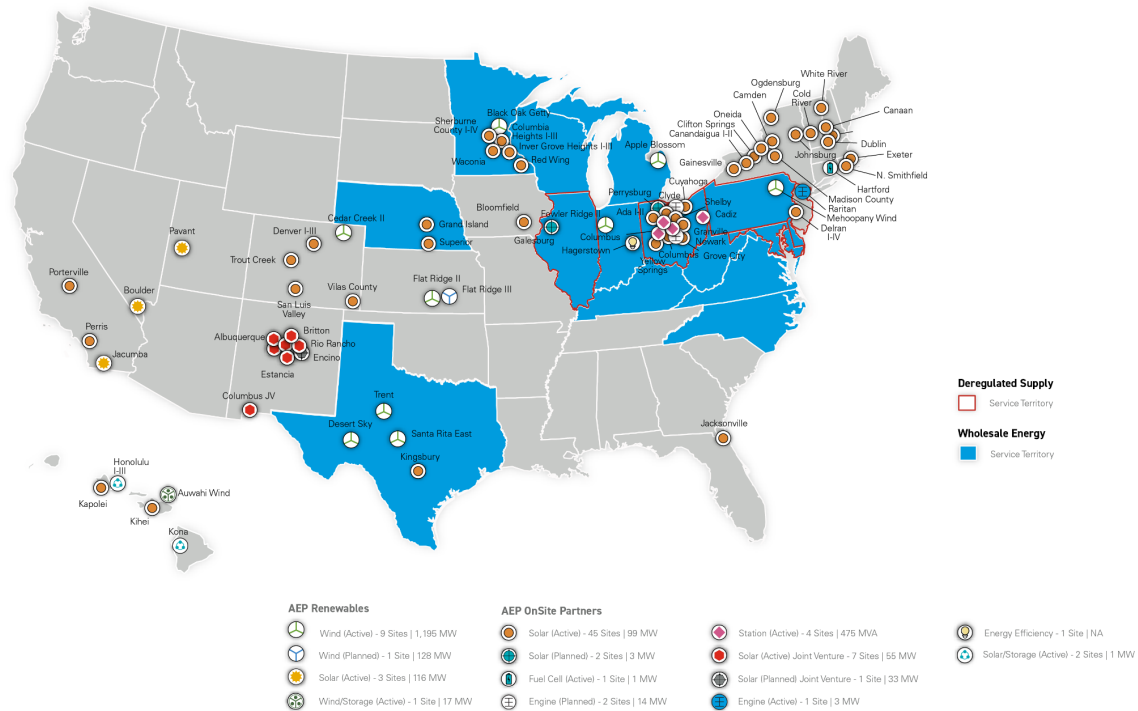 White River
Ogdensburg
Camden
Cold
River
Canaan
Oneida
Clifton Springs
Canandaigua I-II
Black Oak Getty
Sherburne
County I-IV
Columbia
Heights I-III
Inver Grove Heights I-III
Waconia
Red Wing
Apple Blossom
Gainesville
Johnsburg
Dublin
Exeter
N. Smithfield
Hartford
Madison County
Raritan
Mehoopany Wind
Delran
I-IV
Cuyahoga
Perrysburg
Clyde
Shelby
Cadiz
Ada I-II
Granville
Newark
Grove City
Columbus
Columbus
Hagerstown
Yellow
Springs
Bloomfield
Fowler Ridge II
Galesburg
Cedar Creek II
Grand Island
Superior
Denver I-III
Trout Creek
Pavant
Porterville
Boulder
San Luis
Valley
Vilas County
Flat Ridge II
Flat Ridge III
Perris
Jacumba
Albuquerque
Britton
Rio Rancho
Encino
Estancia
Columbus JV
Trent
Desert Sky
Santa Rita East
Kingsbury
Jacksonville
Honolulu
I-III
Kapolei
Auwahi Wind
Kihei
Kona
Deregulated Supply
Service Territory
Wholesale Energy
Service Territory
AEP Renewables
Wind (Active) - 9 Sites | 1,195 MW
Wind (Planned) - 1 Site | 128 MW
Solar (Active) - 3 Sites | 116 MW
Wind/Storage (Active) - 1 Site | 17 MW
AEP OnSite Partners
Solar (Active) - 45 Sites | 99 MW
Solar (Planned) - 2 Sites | 3 MW
Fuel Cell (Active) - 1 Site | 1 MW
Engine (Planned) - 2 Sites | 14 MW
Station (Active) - 4 Sites | 475 MVA
Solar (Active) Joint Venture - 7 Sites | 55 MW
Solar (Planned) Joint Venture - 1 Site | 33 MW
Engine (Active) - 1 Site | 3 MW
Energy Efficiency - 1 Site | NA
Solar/Storage (Active) - 2 Sites | 1 MW